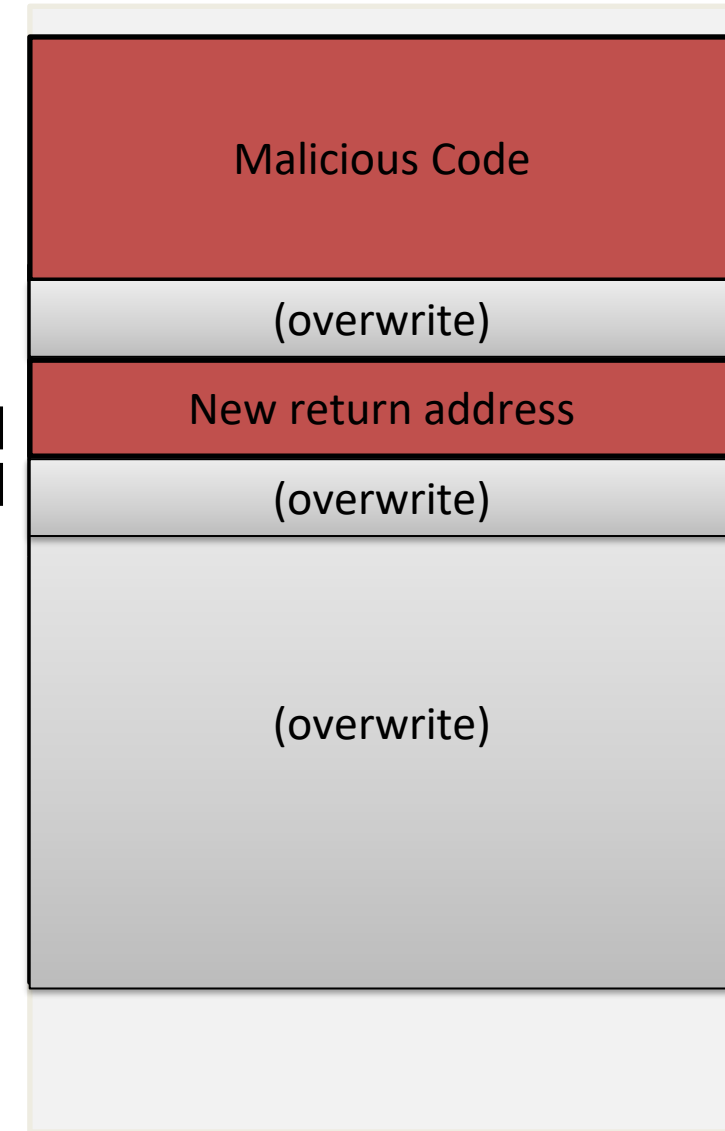 Malicious Code
(overwrite)
New return address
(overwrite)
(overwrite)